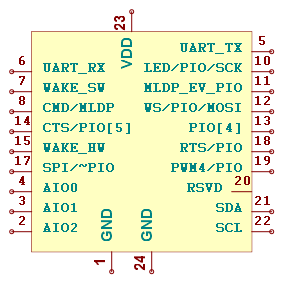 23
VDD
UART_TX 5
6 UART_RX LED/PIO/SCK 10
7 WAKE_SW MLDP_EV_PIO 11
8 CMD/MLDP WS/PIO/MOSI 12
14 CTS/PIO[5] PIO[4] 13
15 WAKE_HW RTS/PIO 18
17 SPI/~PIO PWM4/PIO 19
4 AIO0 RSVD 20
3 AIO1 SDA 21
2 AIO2 SCL 22
GND GND
1 24